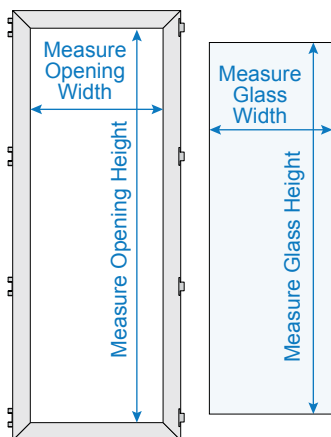 Measure
Opening
Width
Measure Opening Height
Measure
Glass
Width
Measure Glass Height